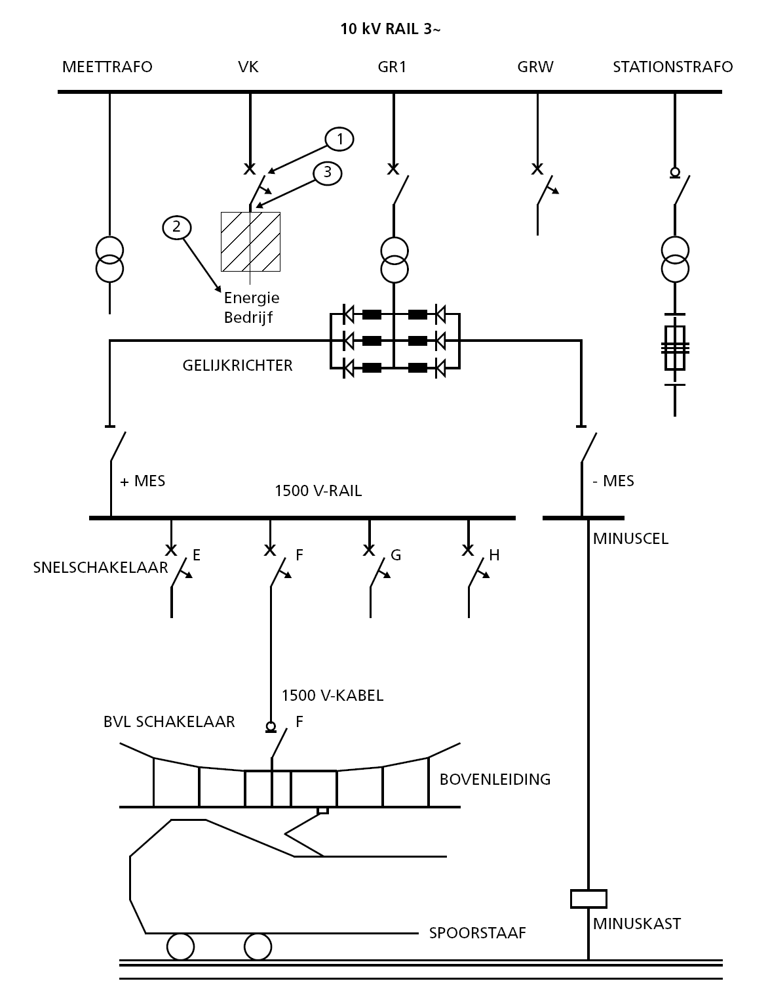 10 kV RAIL 3~
MEETTRAFO
VK
GR1
GRW
STATIONSTRAFO
1
3
2
Energie
Bedrijf
GELIJKRICHTER
+ MES
1500 V-RAIL
- MES
MINUSCEL
SNELSCHAKELAAR
E
F
G
H
1500 V-KABEL
BVL SCHAKELAAR
F
BOVENLEIDING
MINUSKAST
SPOORSTAAF